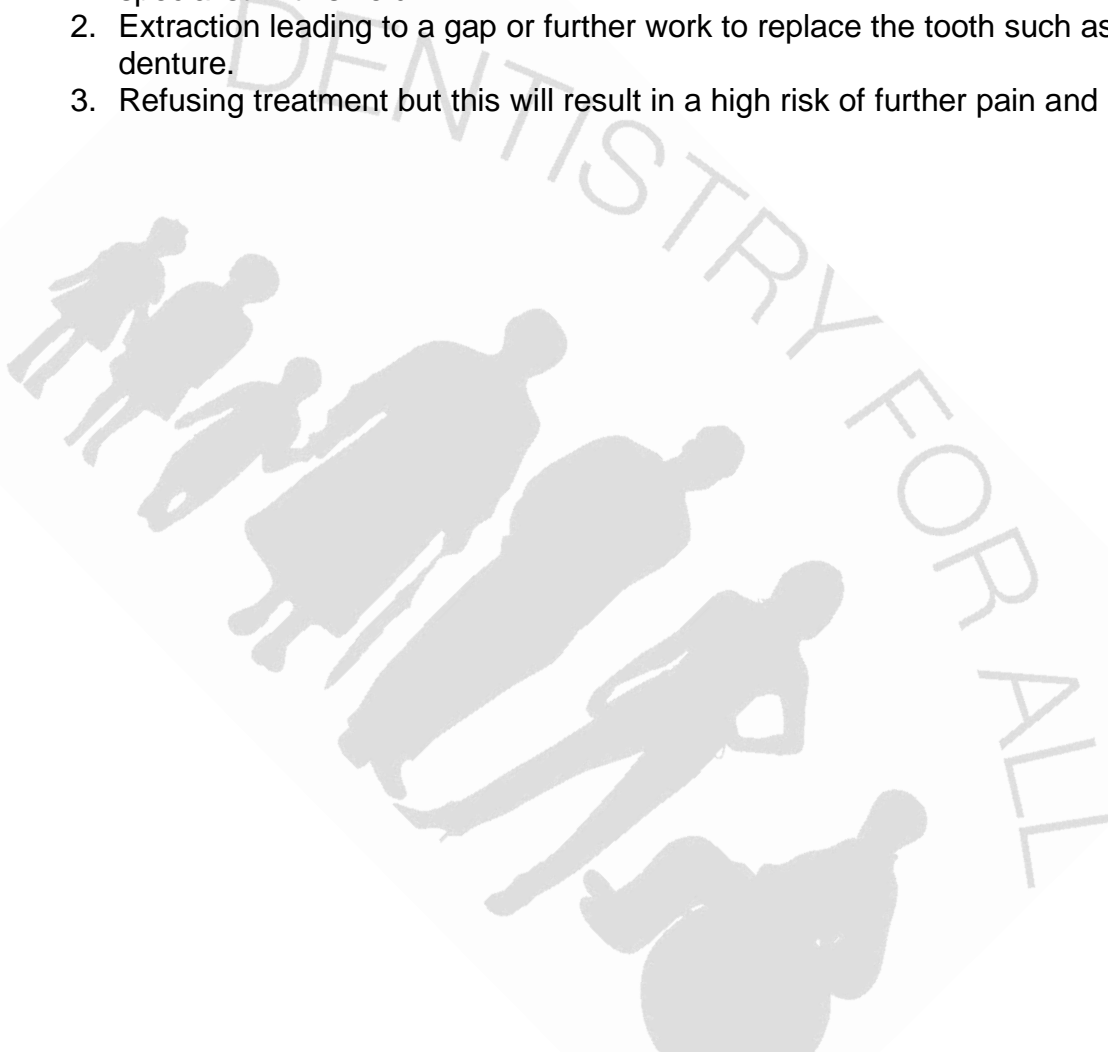 2. Extraction leading to a gap or further work to replace the tooth such as
denture.
3. Refusing treatment but this will result in a high risk of further pain and
DENTISTRY FOR ALL